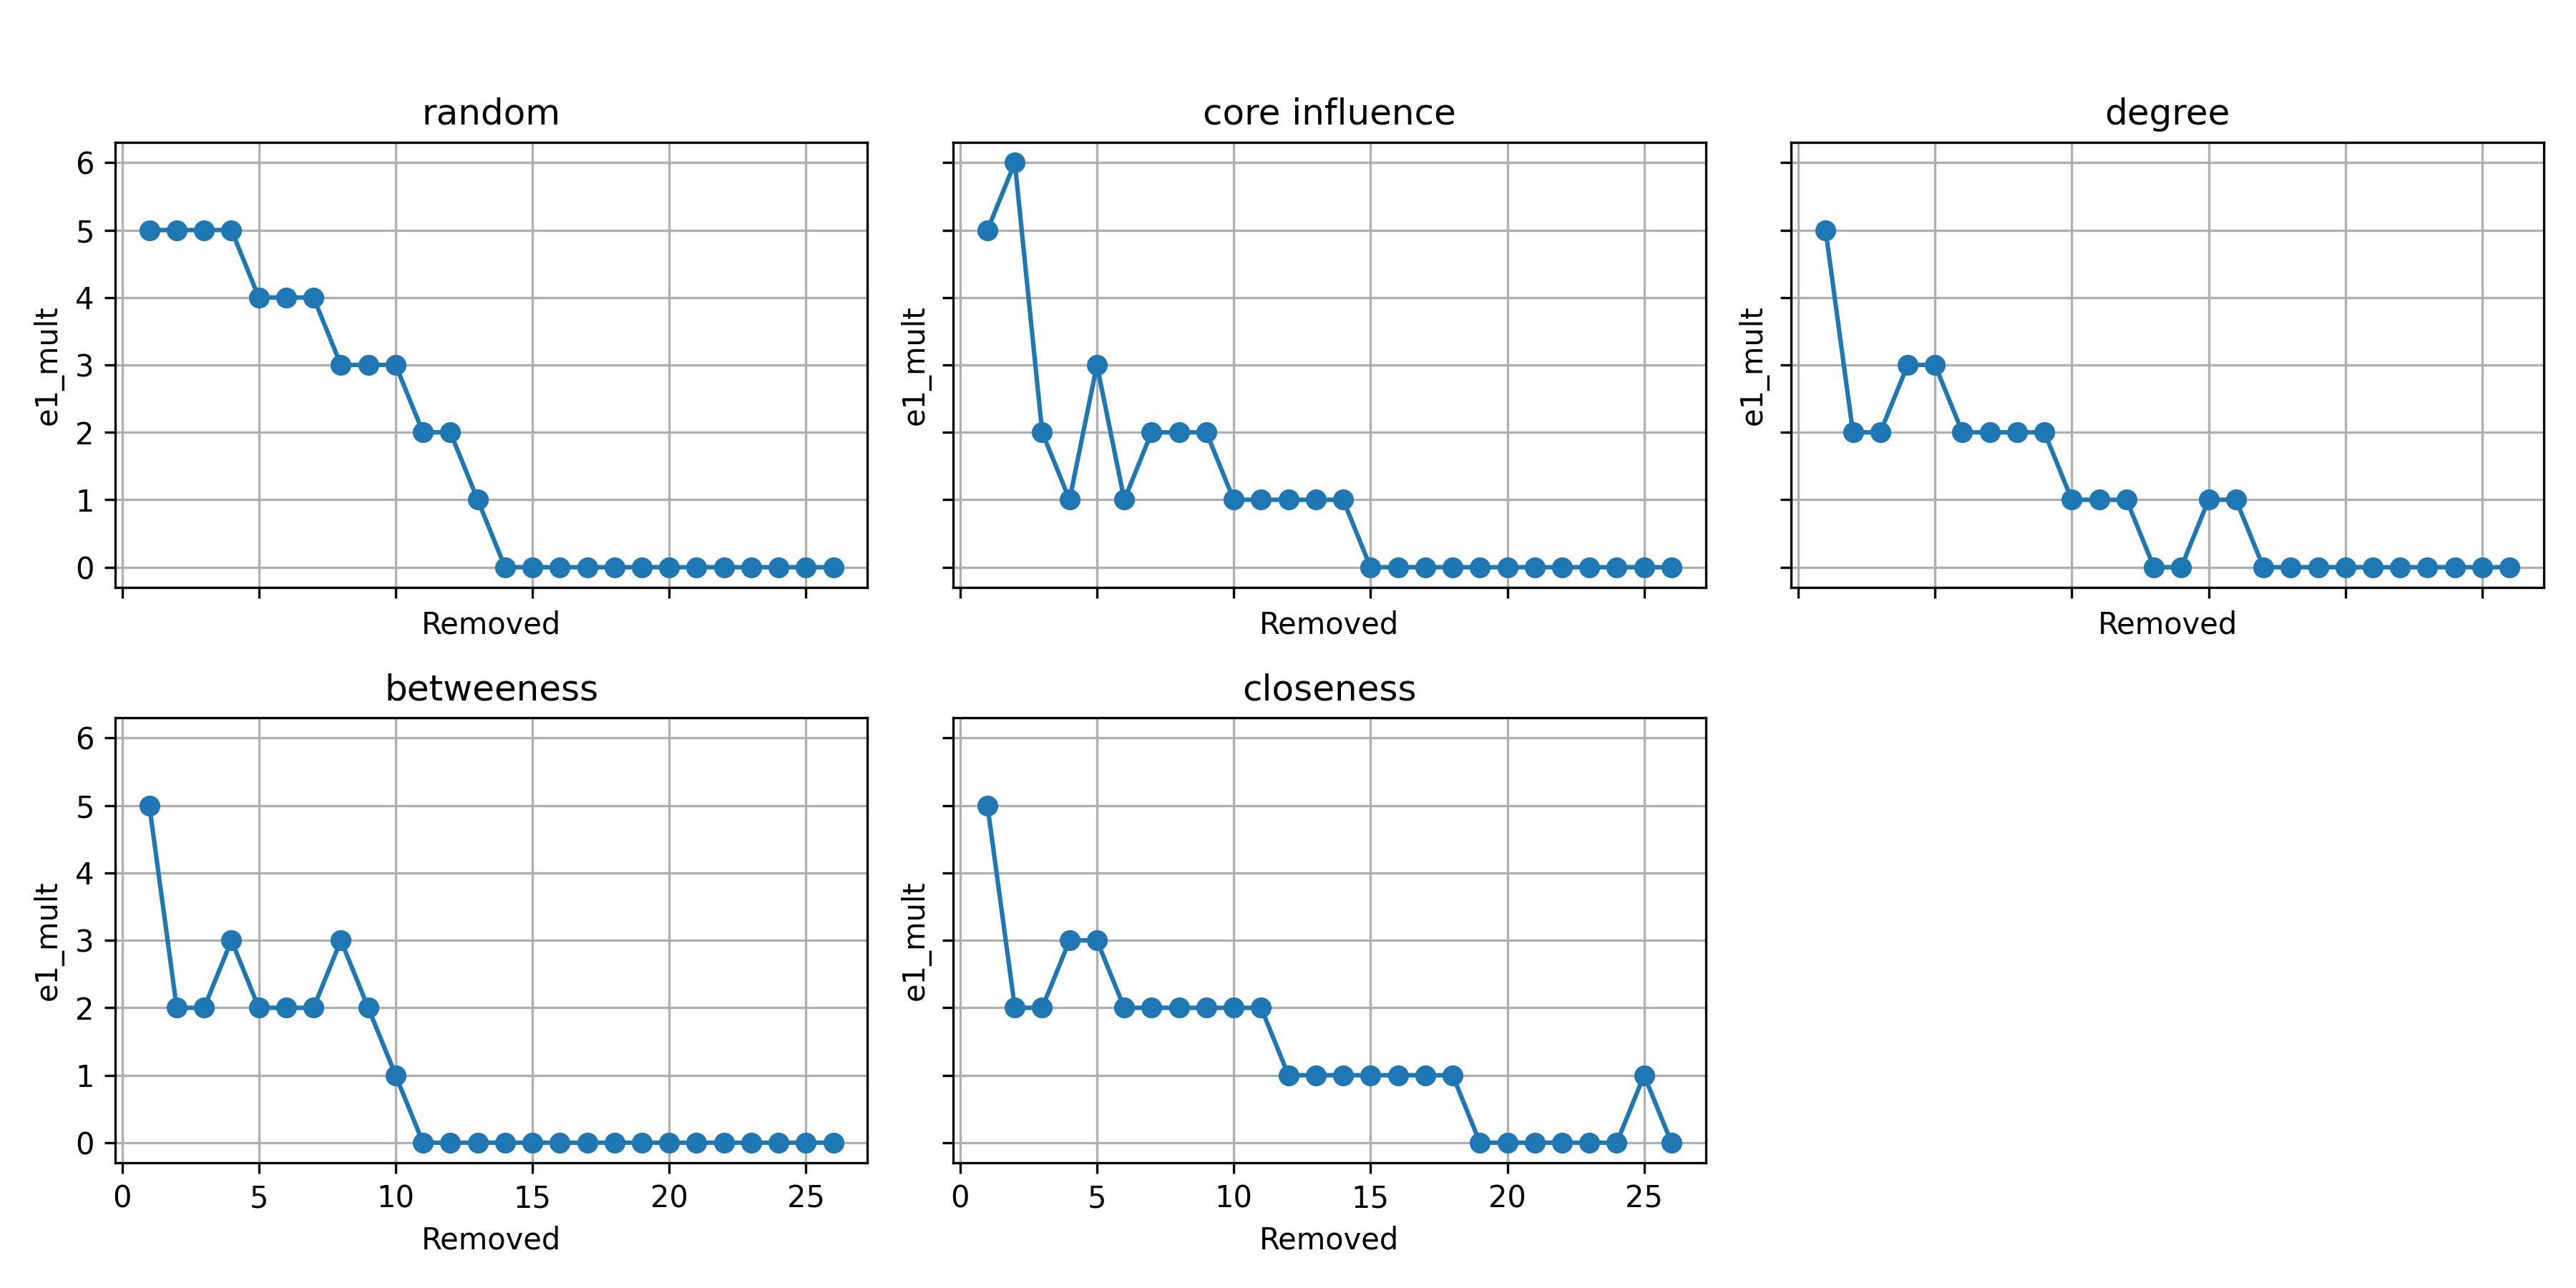 random
6
5
4
3
2
1
0
e1_mult
Removed
core influence
e1_mult
Removed
degree
e1_mult
Removed
betweeness
6
5
4
3
2
1
0
e1_mult
0 5 10 15 20 25
Removed
closeness
e1_mult
0 5 10 15 20 25
Removed